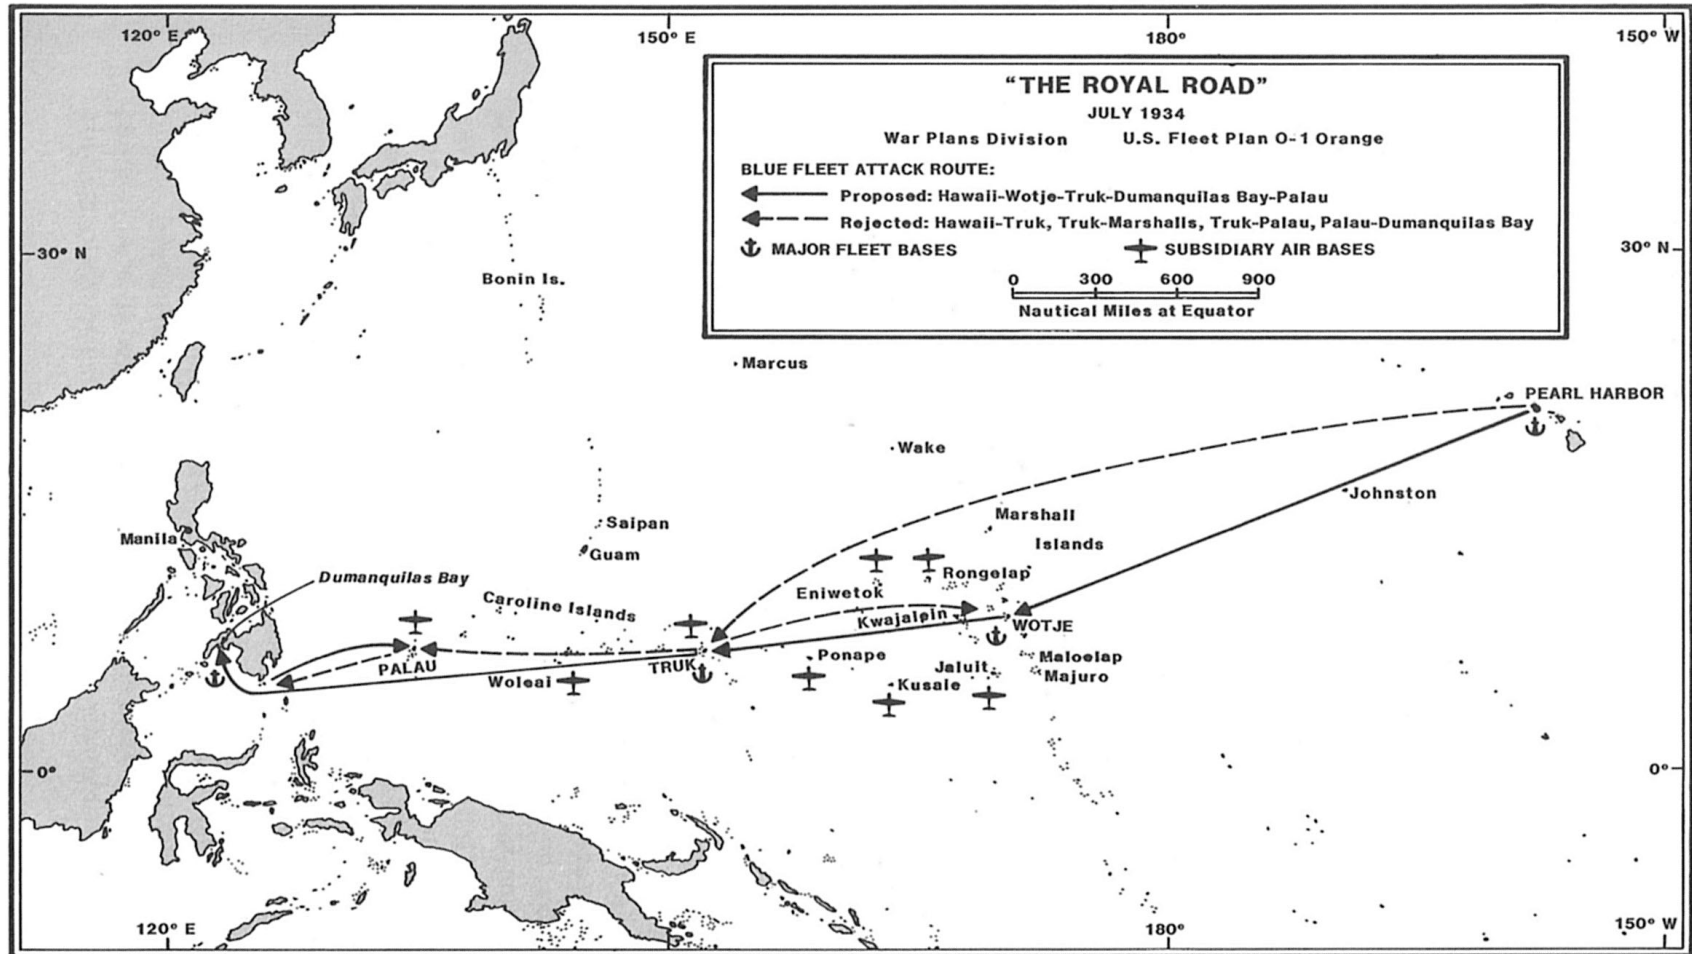 120° E
150° E
180°
150° W
"THE ROYAL ROAD"
JULY 1934
War Plans Division U.S. Fleet Plan O-1 Orange
BLUE FLEET ATTACK ROUTE:
Proposed: Hawaii-Wotje-Truk-Dumanquilas Bay-Palau
Rejected: Hawaii-Truk, Truk-Marshalls, Truk-Palau, Palau-Dumanquilas Bay
MAJOR FLEET BASES
SUBSIDIARY AIR BASES
0 300 600 900
Nautical Miles at Equator
30° N
30° N
Bonin Is.
Marcus
PEARL HARBOR
Wake
Johnston
Saipan
Guam
Marshall
Islands
Manila
Dumanquilas Bay
Rongelap
Eniwetok
Caroline Islands
Kwajalein
WOTJE
PALAU
TRUK
Ponape
Maloelap
Jaluit
Majuro
Woleai
Kusale
0°
0°
120° E
180°
150° W